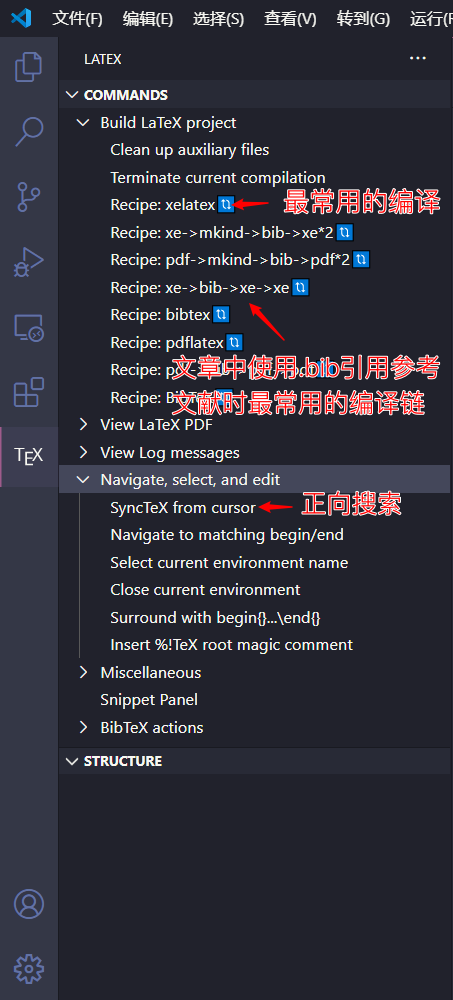 文件(F) 编辑(E) 选择(S) 查看(V) 转到(G) 运行(F
LATEX
COMMANDS
Build LaTeX project
Clean up auxiliary files
Terminate current compilation
Recipe: xelatex 最常用的编译
Recipe: xe->mkind->bib->xe*2
Recipe: pdf->mkind->bib->pdf*2
Recipe: xe->bib->xe->xe
Recipe: bibtex
Recipe: pdflatex
文章中使用.bib引用参考
Recipe:
文献时最常用的编译链
Recipe:
View LaTeX PDF
View Log messages
Navigate, select, and edit
SyncTeX from cursor 正向搜索
Navigate to matching begin/end
Select current environment name
Close current environment
Surround with begin{}...\end{}
Insert %!TeX root magic comment
Miscellaneous
Snippet Panel
BibTeX actions
STRUCTURE
TEX